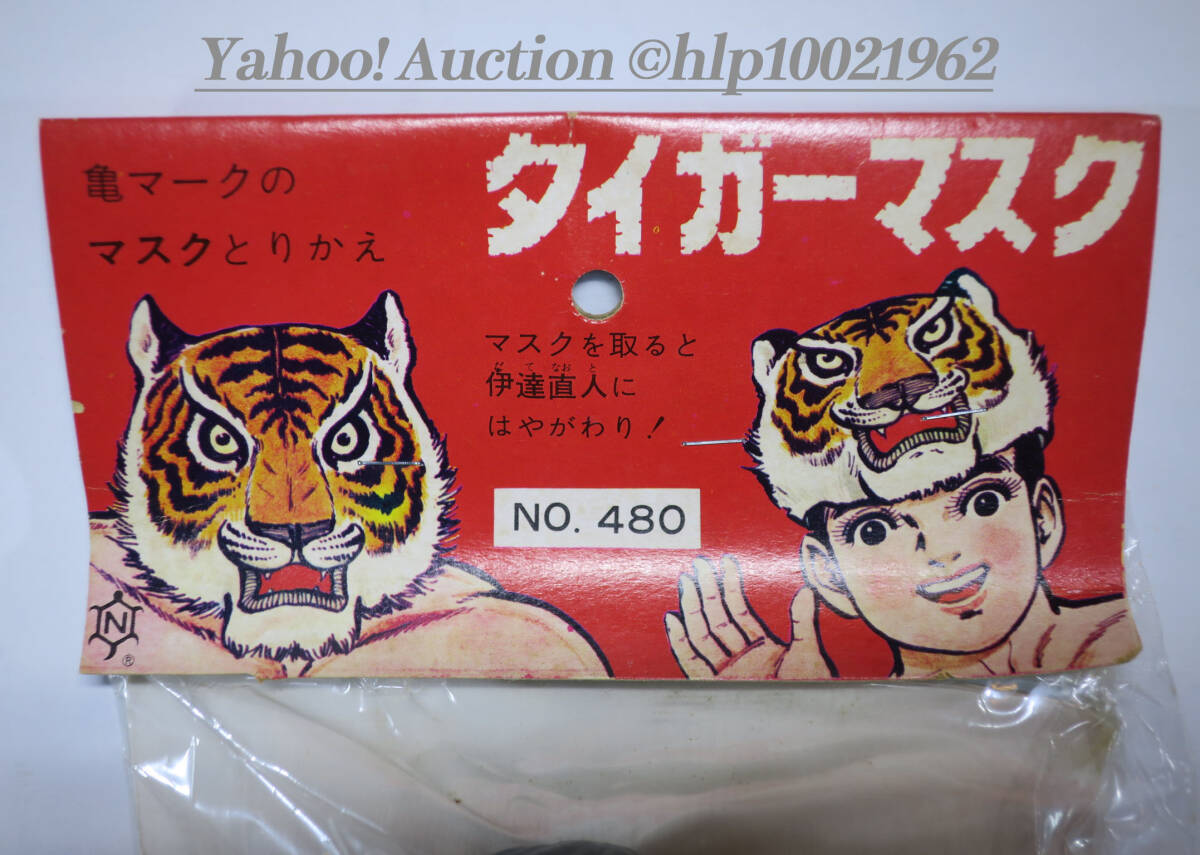 Yahoo! Auction ©hlp10021962
タイガーマスク
亀マークの
マスクとりかえ
マスクを取ると
伊達直人に
はやがわり！
NO. 480
N
®